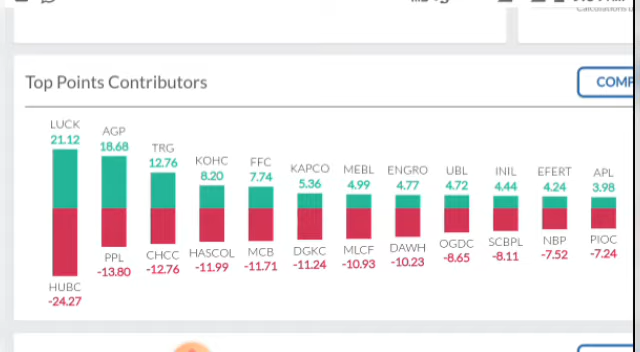 Top Points Contributors
LUCK
21.12
AGP
18.68
TRG
12.76
KOHC
8.20
FFC
7.74
KAPCO
5.36
MEBL
4.99
ENGRO
4.77
UBL
4.72
INIL
4.44
EFERT
4.24
APL
3.98
HUBC
-24.27
PPL
-13.80
CHCC
-12.76
HASCOL
-11.99
MCB
-11.71
DGKC
-11.24
MLCF
-10.93
DAWH
-10.23
OGDC
-8.65
SCBPL
-8.11
NBP
-7.52
PIOC
-7.24